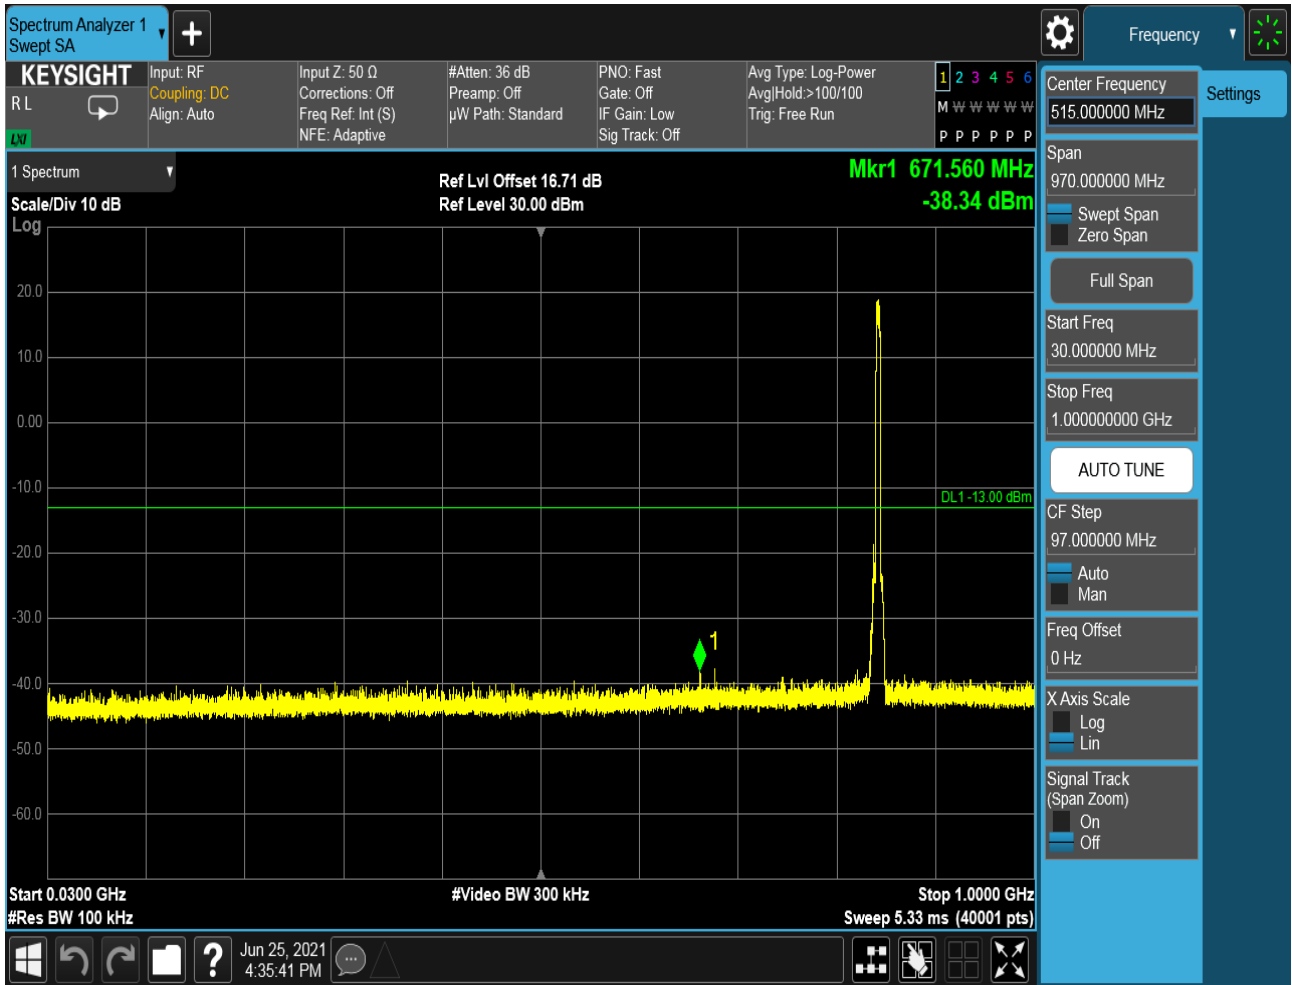 Spectrum Analyzer 1
Swept SA
Frequency
KEYSIGHT
R L
LXI
Input: RF
Coupling: DC
Align: Auto
Input Z: 50 Ω
Corrections: Off
Freq Ref: Int (S)
NFE: Adaptive
#Atten: 36 dB
Preamp: Off
µW Path: Standard
PNO: Fast
Gate: Off
IF Gain: Low
Sig Track: Off
Avg Type: Log-Power
Avg|Hold:>100/100
Trig: Free Run
1 2 3 4 5 6
M W W W W W
P P P P P P
1 Spectrum
Scale/Div 10 dB
Log
Ref Lvl Offset 16.71 dB
Ref Level 30.00 dBm
Mkr1 671.560 MHz
-38.34 dBm
20.0
10.0
0.00
-10.0
DL1 -13.00 dBm
-20.0
-30.0
1
-40.0
-50.0
-60.0
Start 0.0300 GHz
#Video BW 300 kHz
Stop 1.0000 GHz
#Res BW 100 kHz
Sweep 5.33 ms (40001 pts)
Jun 25, 2021
4:35:41 PM
Center Frequency
515.000000 MHz
Settings
Span
970.000000 MHz
Swept Span
Zero Span
Full Span
Start Freq
30.000000 MHz
Stop Freq
1.000000000 GHz
AUTO TUNE
CF Step
97.000000 MHz
Auto
Man
Freq Offset
0 Hz
X Axis Scale
Log
Lin
Signal Track
(Span Zoom)
On
Off